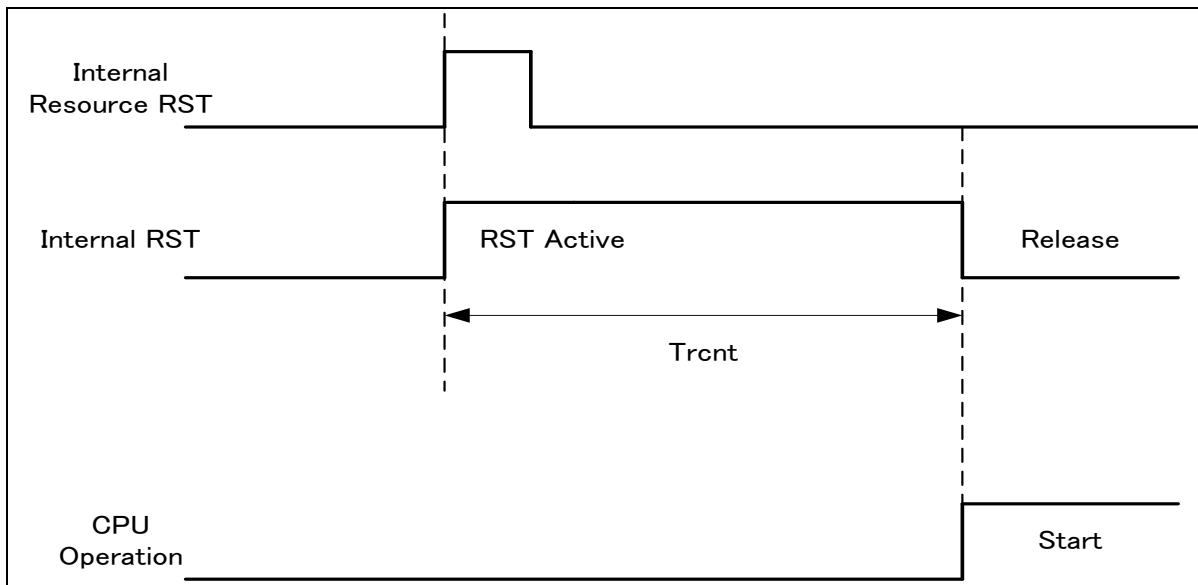 Internal
Resource RST
Internal RST
RST Active
Release
Trcnt
CPU
Operation
Start